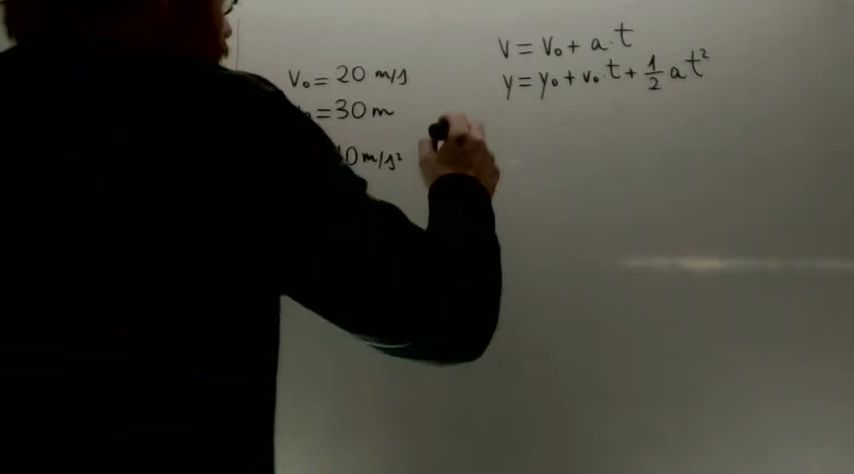 v₀ = 20 m/s
= 30 m
0 m/s²
v = v₀ + a·t
y = y₀ + v₀·t + 1/2 a t²